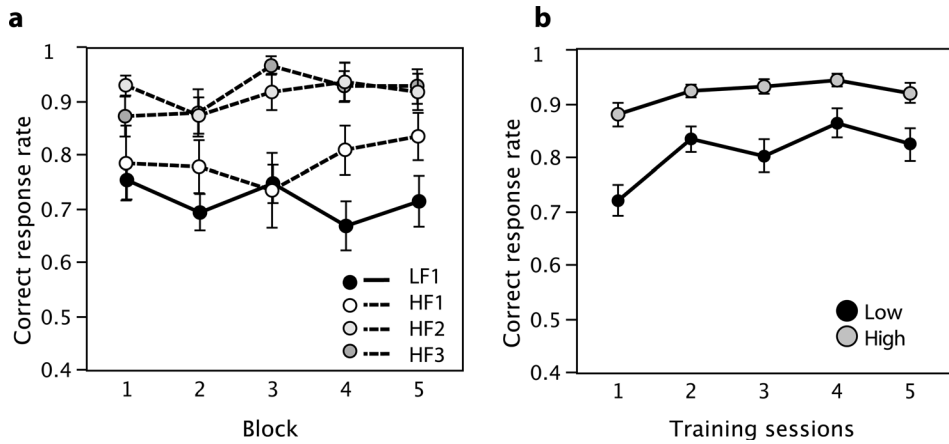 a
Correct response rate
1
0.9
0.8
0.7
0.6
0.5
0.4
1 2 3 4 5
Block
LF1
HF1
HF2
HF3
b
Correct response rate
1
0.9
0.8
0.7
0.6
0.5
0.4
1 2 3 4 5
Training sessions
Low
High